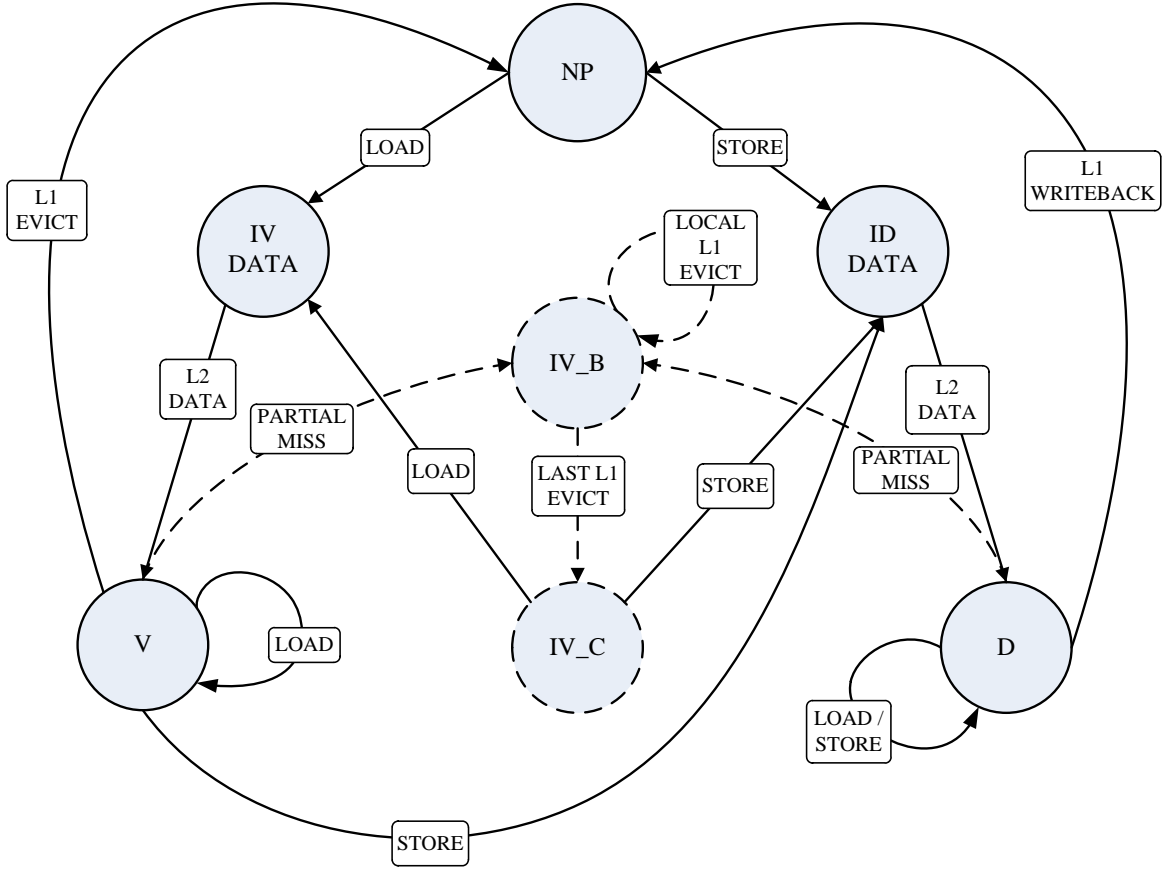 NP
LOAD
STORE
L1
EVICT
L1
WRITEBACK
IV
DATA
LOCAL
L1
EVICT
ID
DATA
IV_B
L2
DATA
L2
DATA
PARTIAL
MISS
LOAD
LAST L1
EVICT
STORE
PARTIAL
MISS
V
LOAD
IV_C
D
LOAD /
STORE
STORE